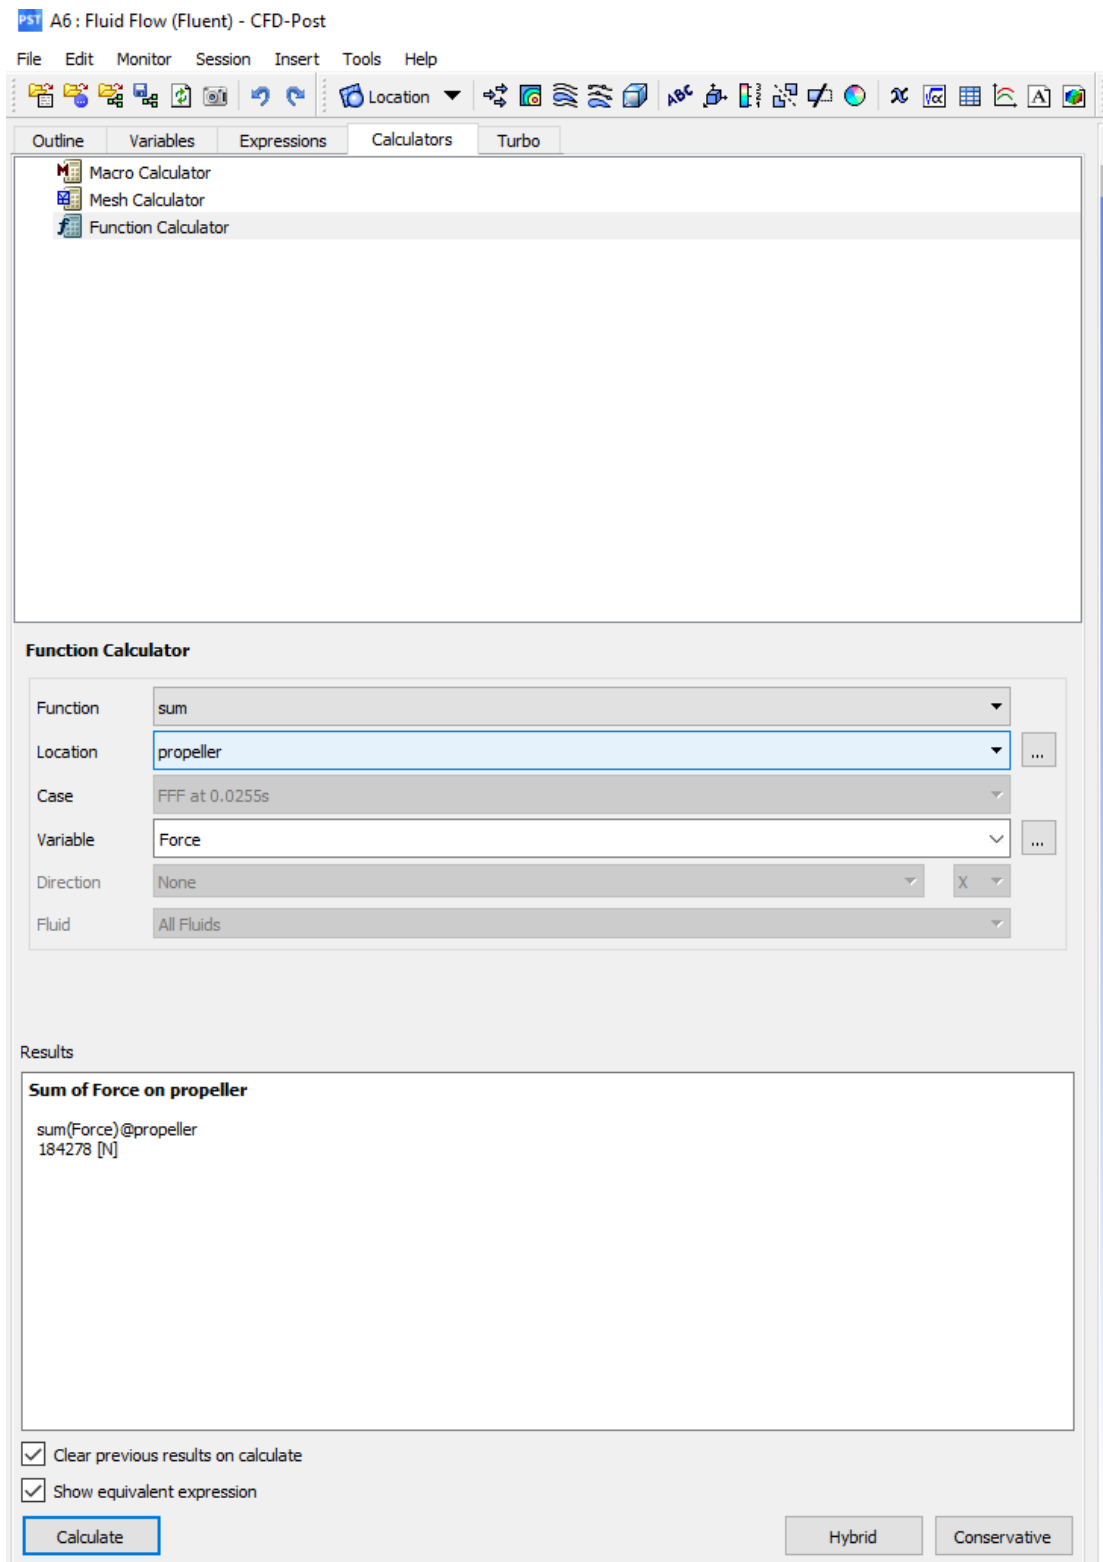 PST A6 : Fluid Flow (Fluent) - CFD-Post
File Edit Monitor Session Insert Tools Help
Location ABC A
Outline Variables Expressions Calculators Turbo
Macro Calculator
Mesh Calculator
Function Calculator
Function Calculator
Function sum
Location propeller ...
Case FFF at 0.0255s
Variable Force ...
Direction None X
Fluid All Fluids
Results
Sum of Force on propeller
sum(Force)@propeller
184278 [N]
Clear previous results on calculate
Show equivalent expression
Calculate Hybrid Conservative